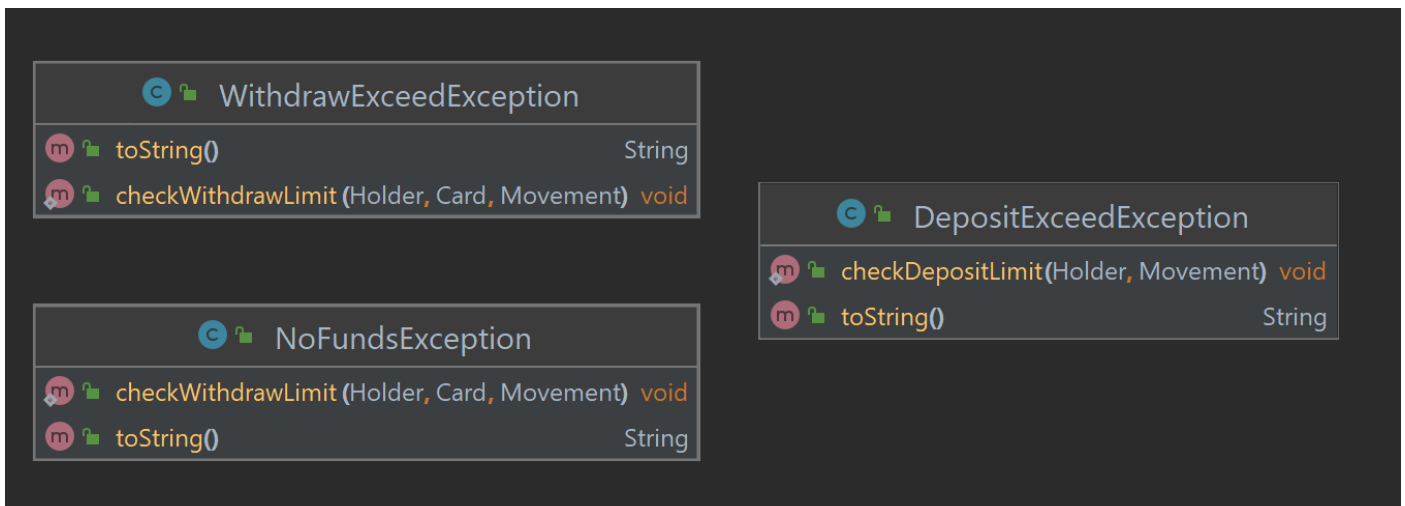 WithdrawExceedException
toString() String
checkWithdrawLimit(Holder, Card, Movement) void
NoFundsException
checkWithdrawLimit(Holder, Card, Movement) void
toString() String
DepositExceedException
checkDepositLimit(Holder, Movement) void
toString() String